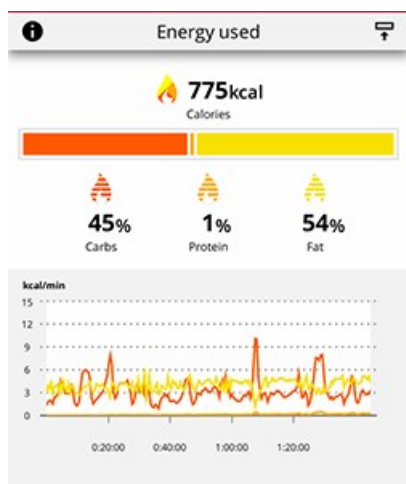 Energy used
775kcal
Calories
45% 1% 54%
Carbs Protein Fat
kcal/min
15
12
9
6
3
0
0:20:00 0:40:00 1:00:00 1:20:00